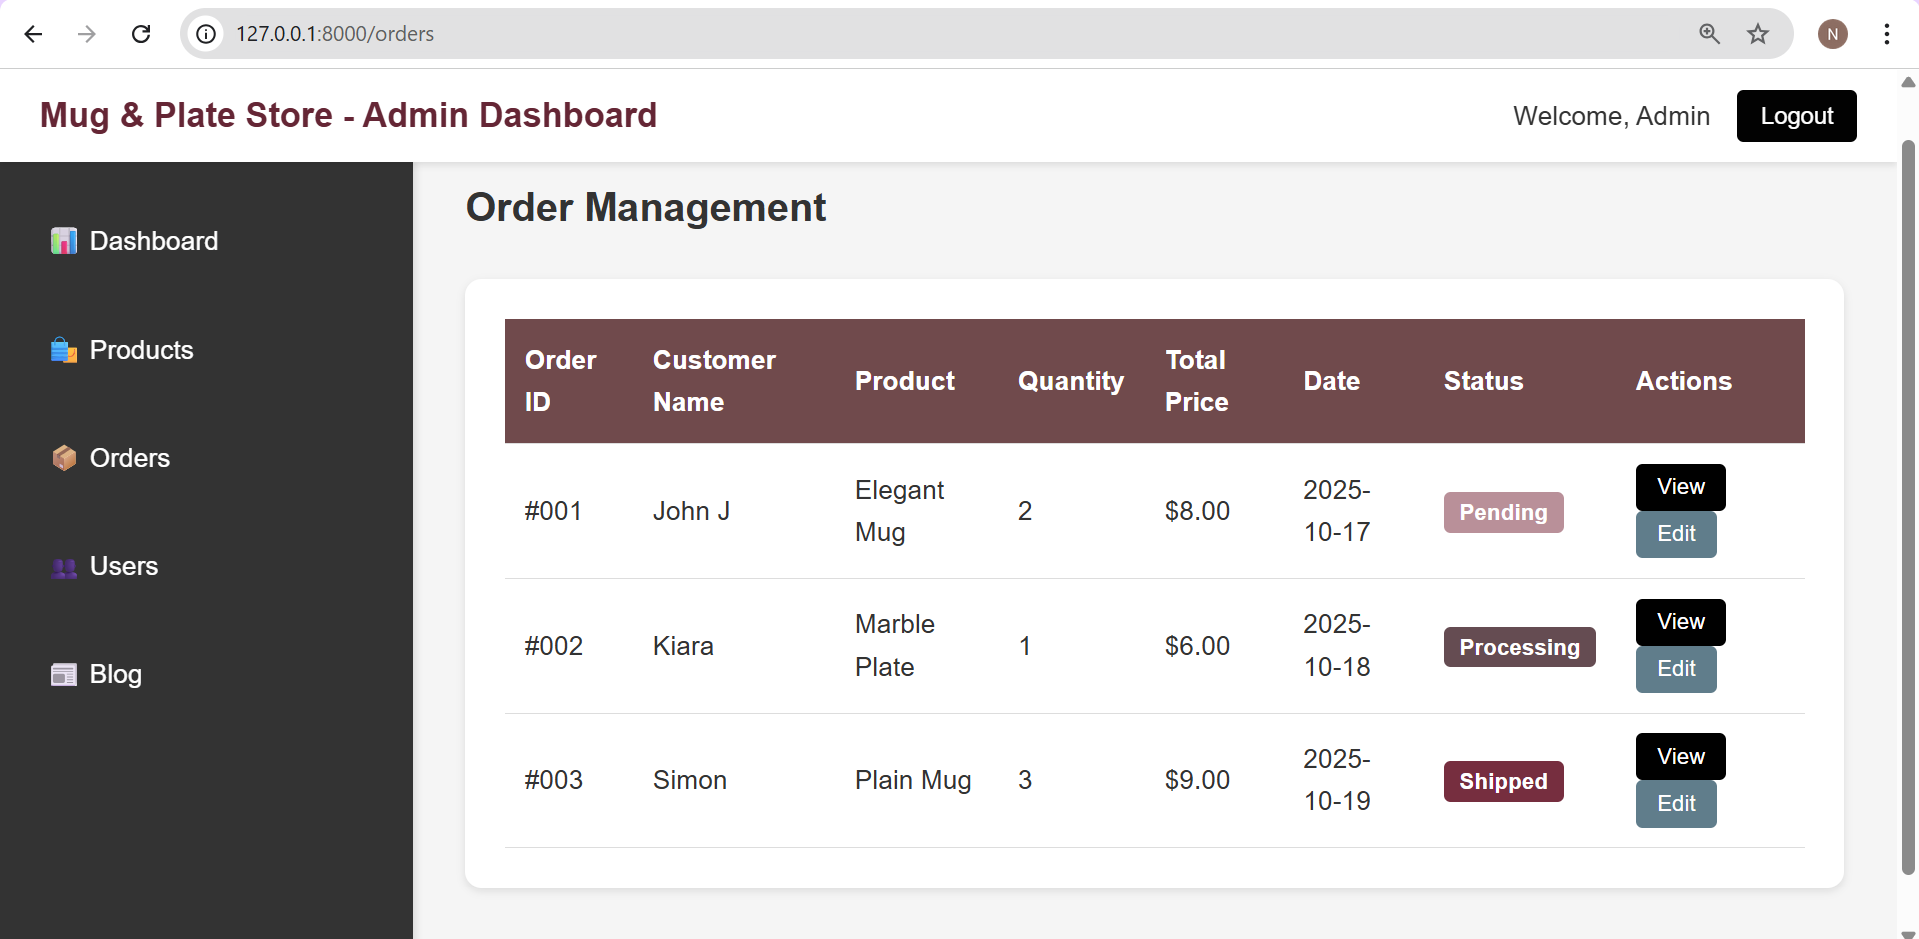 127.0.0.1:8000/orders
N
Mug & Plate Store - Admin Dashboard
Welcome, Admin
Logout
Dashboard
Products
Orders
Users
Blog
Order Management
Order
ID
Customer
Name
Product
Quantity
Total
Price
Date
Status
Actions
#001
John J
Elegant
Mug
2
$8.00
2025-
10-17
Pending
View
Edit
#002
Kiara
Marble
Plate
1
$6.00
2025-
10-18
Processing
View
Edit
#003
Simon
Plain Mug
3
$9.00
2025-
10-19
Shipped
View
Edit